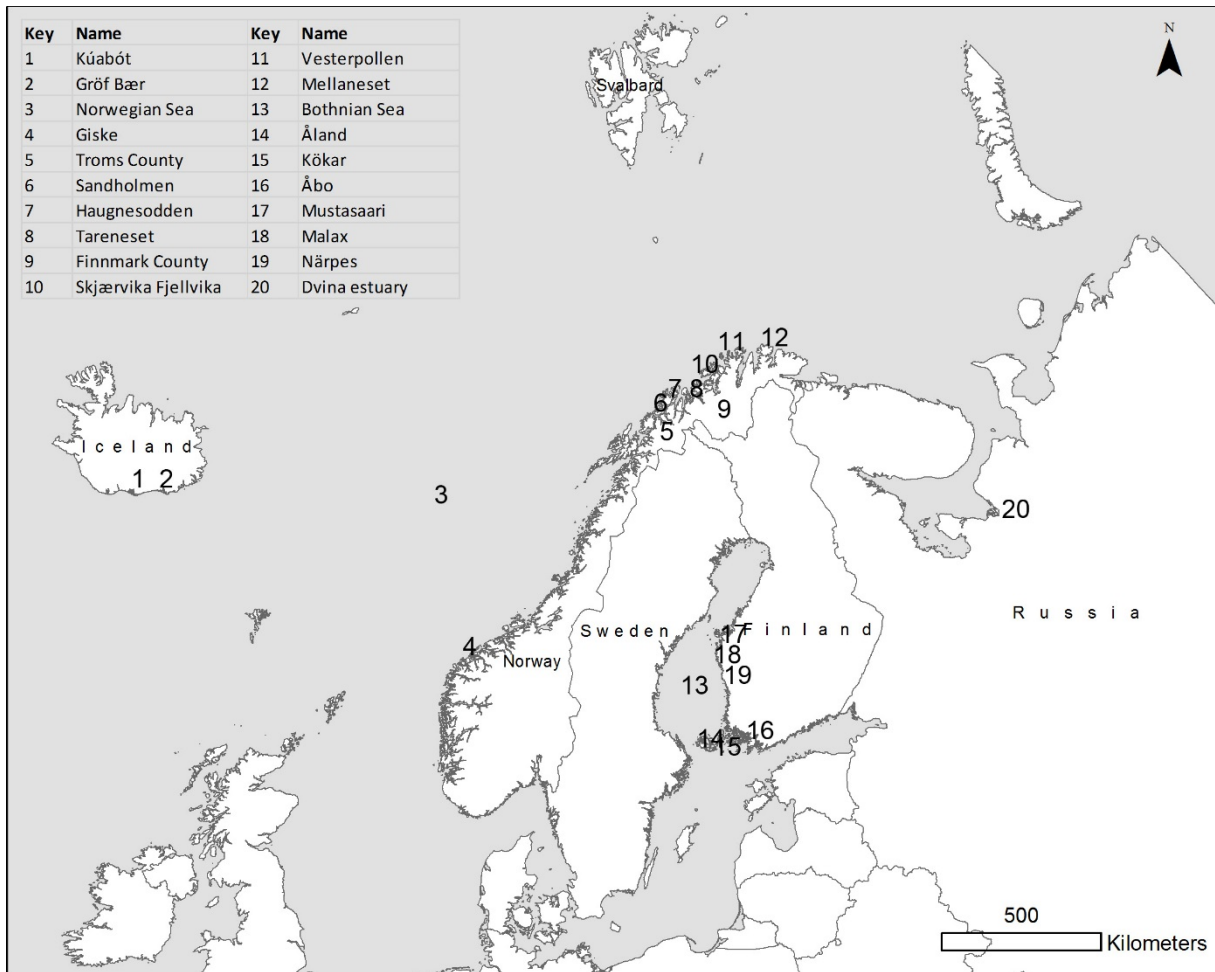 Key Name Key Name
1 Kúabót 11 Vesterpollen
2 Gröf Bær 12 Mellaneset
3 Norwegian Sea 13 Bothnian Sea
4 Giske 14 Åland
5 Troms County 15 Kökar
6 Sandholmen 16 Åbo
7 Haugnesodden 17 Mustasaari
8 Tareneset 18 Malax
9 Finnmark County 19 Närpes
10 Skjærvika Fjellvika 20 Dvina estuary
N
Svalbard
11 12
10
7 8
6 9
5
Iceland
1 2
3
20
Russia
17 Finland
Sweden
4
18
Norway
19
13
16
14
15
500
Kilometers